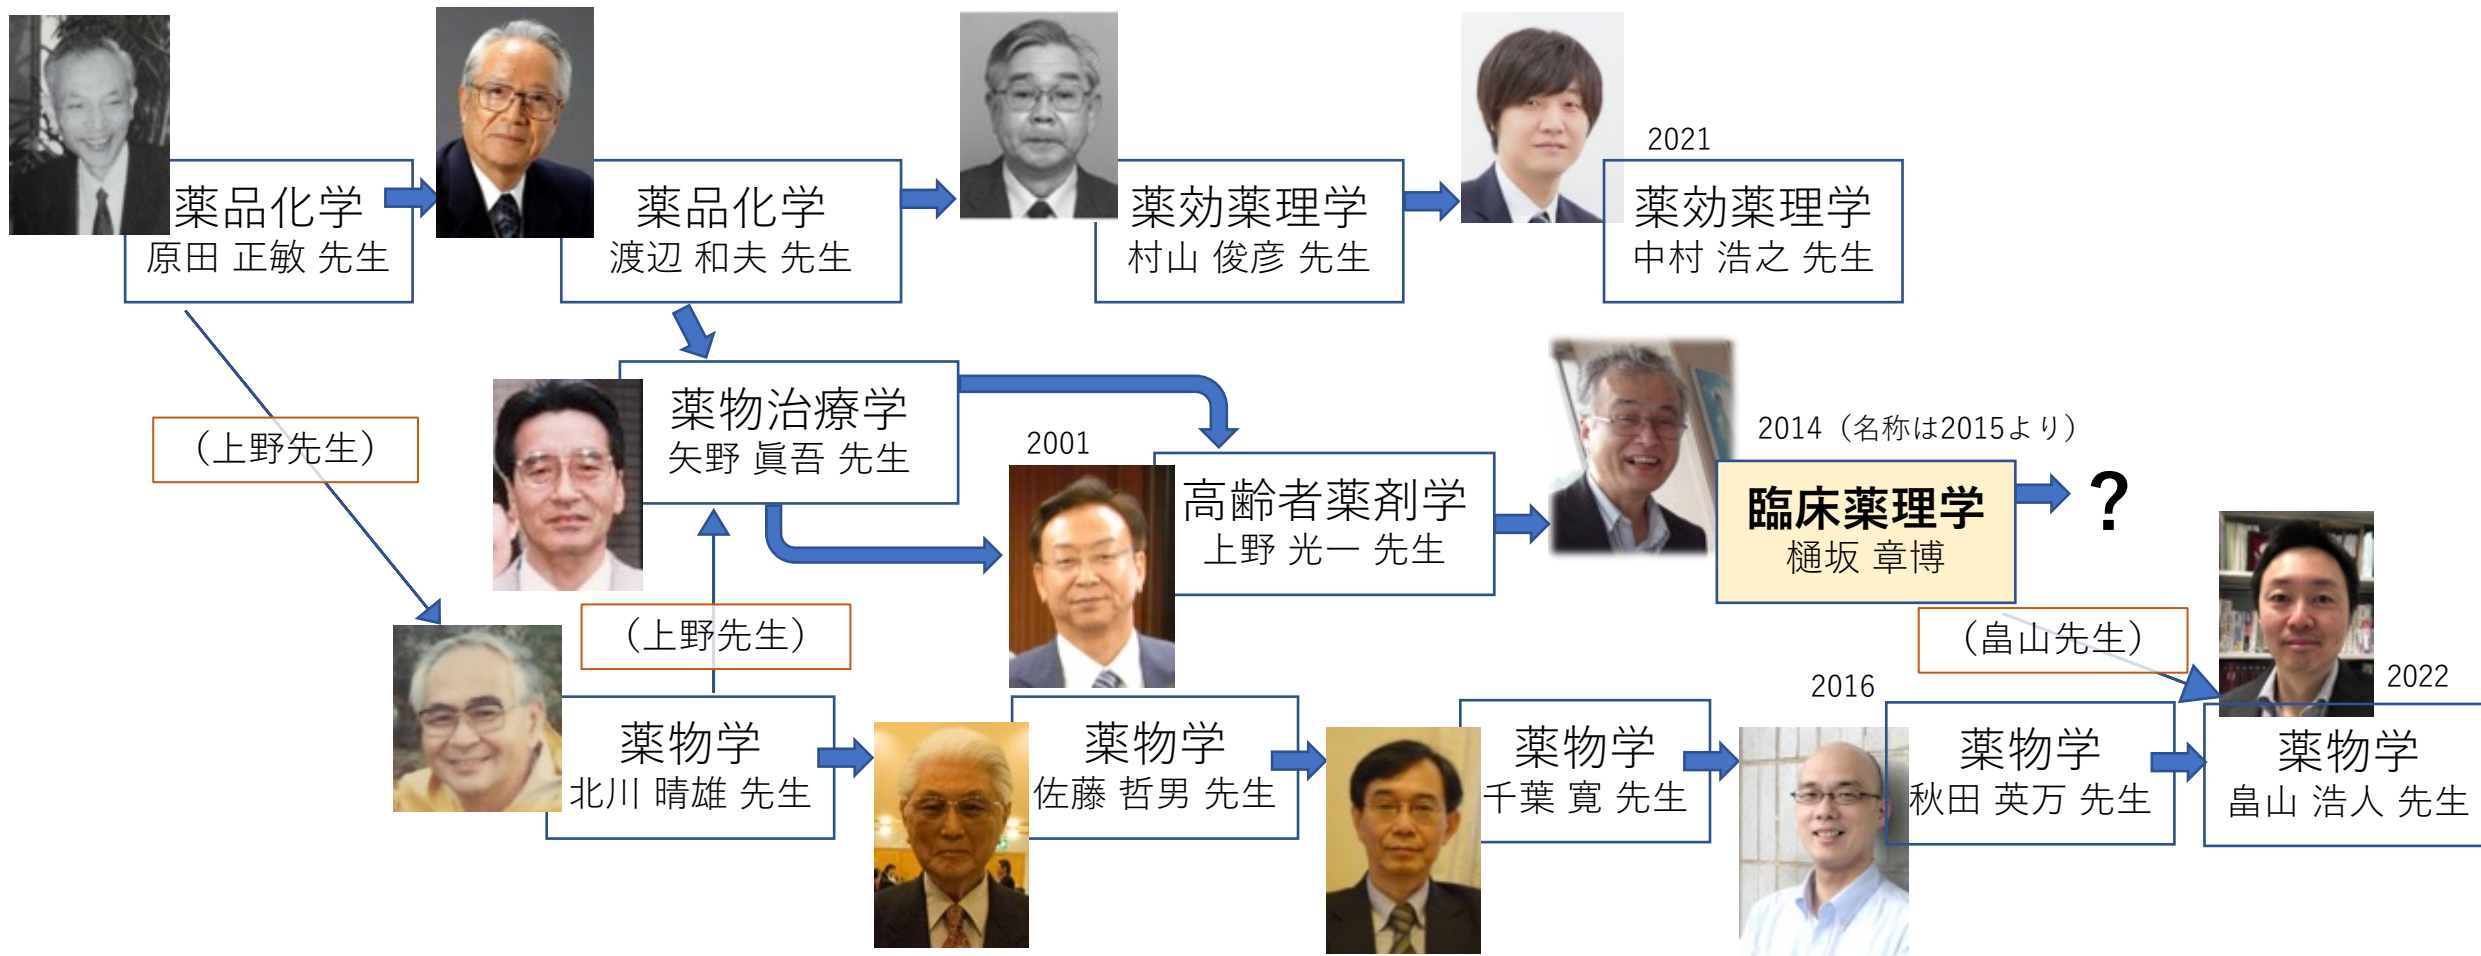 薬品化学
原田 正敏 先生
薬品化学
渡辺 和夫 先生
薬効薬理学
村山 俊彦 先生
2021
薬効薬理学
中村 浩之 先生
(上野先生)
薬物治療学
矢野 眞吾 先生
2001
高齢者薬剤学
上野 光一 先生
2014（名称は2015より）
臨床薬理学
樋坂 章博
?
(上野先生)
(畠山先生)
薬物学
北川 晴雄 先生
薬物学
佐藤 哲男 先生
薬物学
千葉 寛 先生
2016
薬物学
秋田 英万 先生
2022
薬物学
畠山 浩人 先生